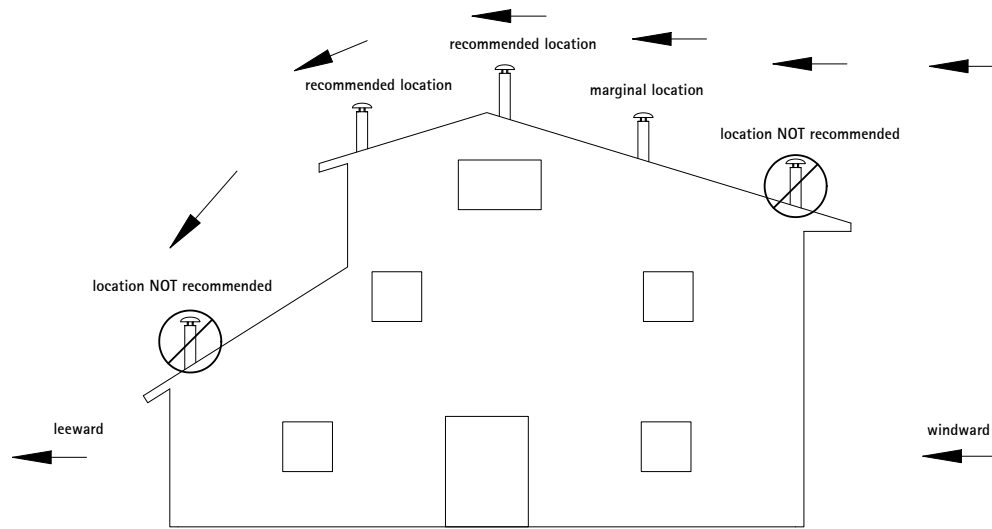 recommended location
recommended location
marginal location
location NOT recommended
location NOT recommended
leeward
windward